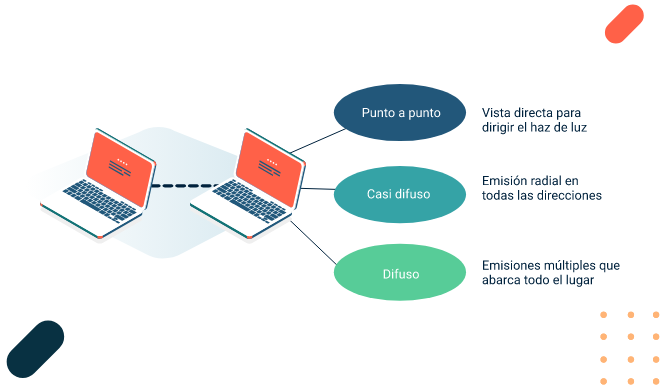 Punto a punto
Vista directa para
dirigir el haz de luz
Casi difuso
Emisión radial en
todas las direcciones
Difuso
Emisiones múltiples que
abarca todo el lugar